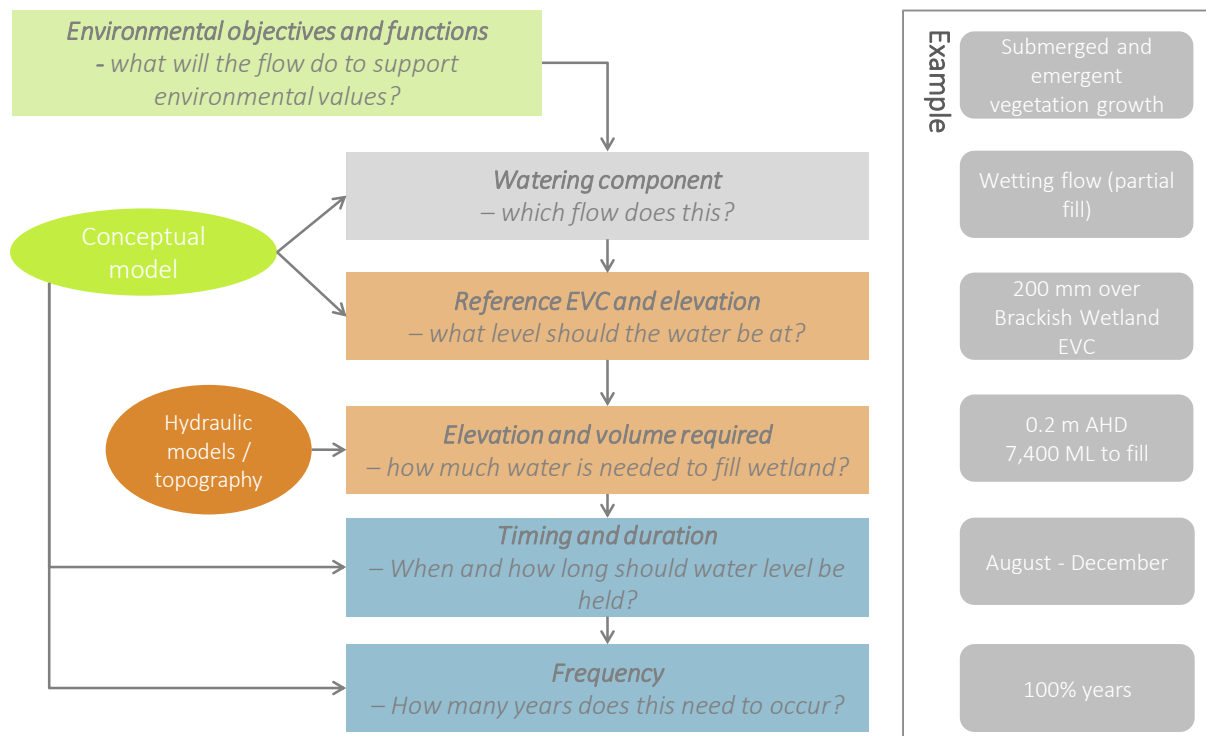 Environmental objectives and functions
- what will the flow do to support
environmental values?
Watering component
– which flow does this?
Conceptual
model
Reference EVC and elevation
– what level should the water be at?
Hydraulic
models /
topography
Elevation and volume required
– how much water is needed to fill wetland?
Timing and duration
– When and how long should water level be
held?
Frequency
– How many years does this need to occur?
Example
Submerged and
emergent
vegetation growth
Wetting flow (partial
fill)
200 mm over
Brackish Wetland
EVC
0.2 m AHD
7,400 ML to fill
August - December
100% years